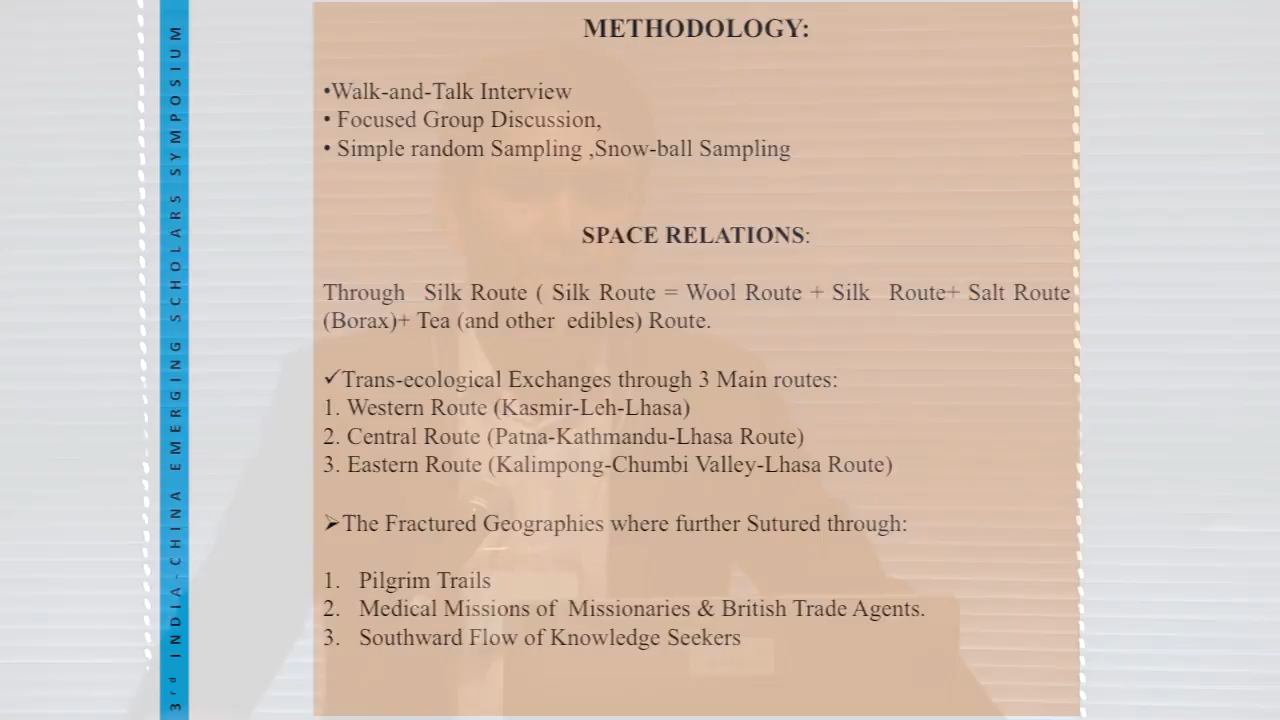 3rd INDIA-CHINA EMERGING SCHOLARS SYMPOSIUM
METHODOLOGY:
•Walk-and-Talk Interview
• Focused Group Discussion,
• Simple random Sampling ,Snow-ball Sampling
SPACE RELATIONS:
Through Silk Route ( Silk Route = Wool Route + Silk Route+ Salt Route
(Borax)+ Tea (and other edibles) Route.
✓Trans-ecological Exchanges through 3 Main routes:
1. Western Route (Kasmir-Leh-Lhasa)
2. Central Route (Patna-Kathmandu-Lhasa Route)
3. Eastern Route (Kalimpong-Chumbi Valley-Lhasa Route)
➢The Fractured Geographies where further Sutured through:
1. Pilgrim Trails
2. Medical Missions of Missionaries & British Trade Agents.
3. Southward Flow of Knowledge Seekers